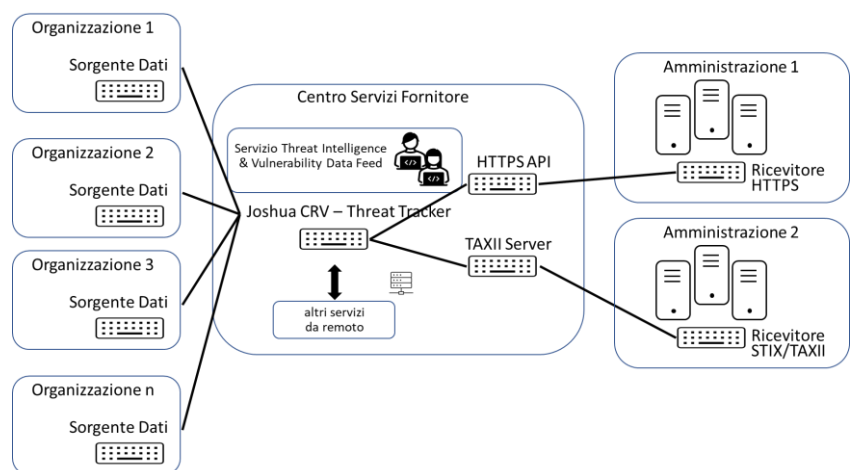 Organizzazione 1
Sorgente Dati
Organizzazione 2
Sorgente Dati
Organizzazione 3
Sorgente Dati
Organizzazione n
Sorgente Dati
Centro Servizi Fornitore
Servizio Threat Intelligence
& Vulnerability Data Feed
Joshua CRV – Threat Tracker
altri servizi
da remoto
HTTPS API
TAXII Server
Amministrazione 1
Ricevitore
HTTPS
Amministrazione 2
Ricevitore
STIX/TAXII